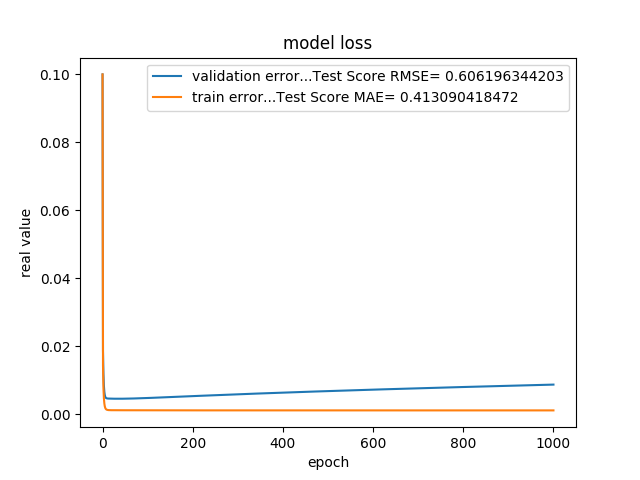 model loss
validation error...Test Score RMSE= 0.606196344203
train error...Test Score MAE= 0.413090418472
real value
0.10
0.08
0.06
0.04
0.02
0.00
0 200 400 600 800 1000
epoch